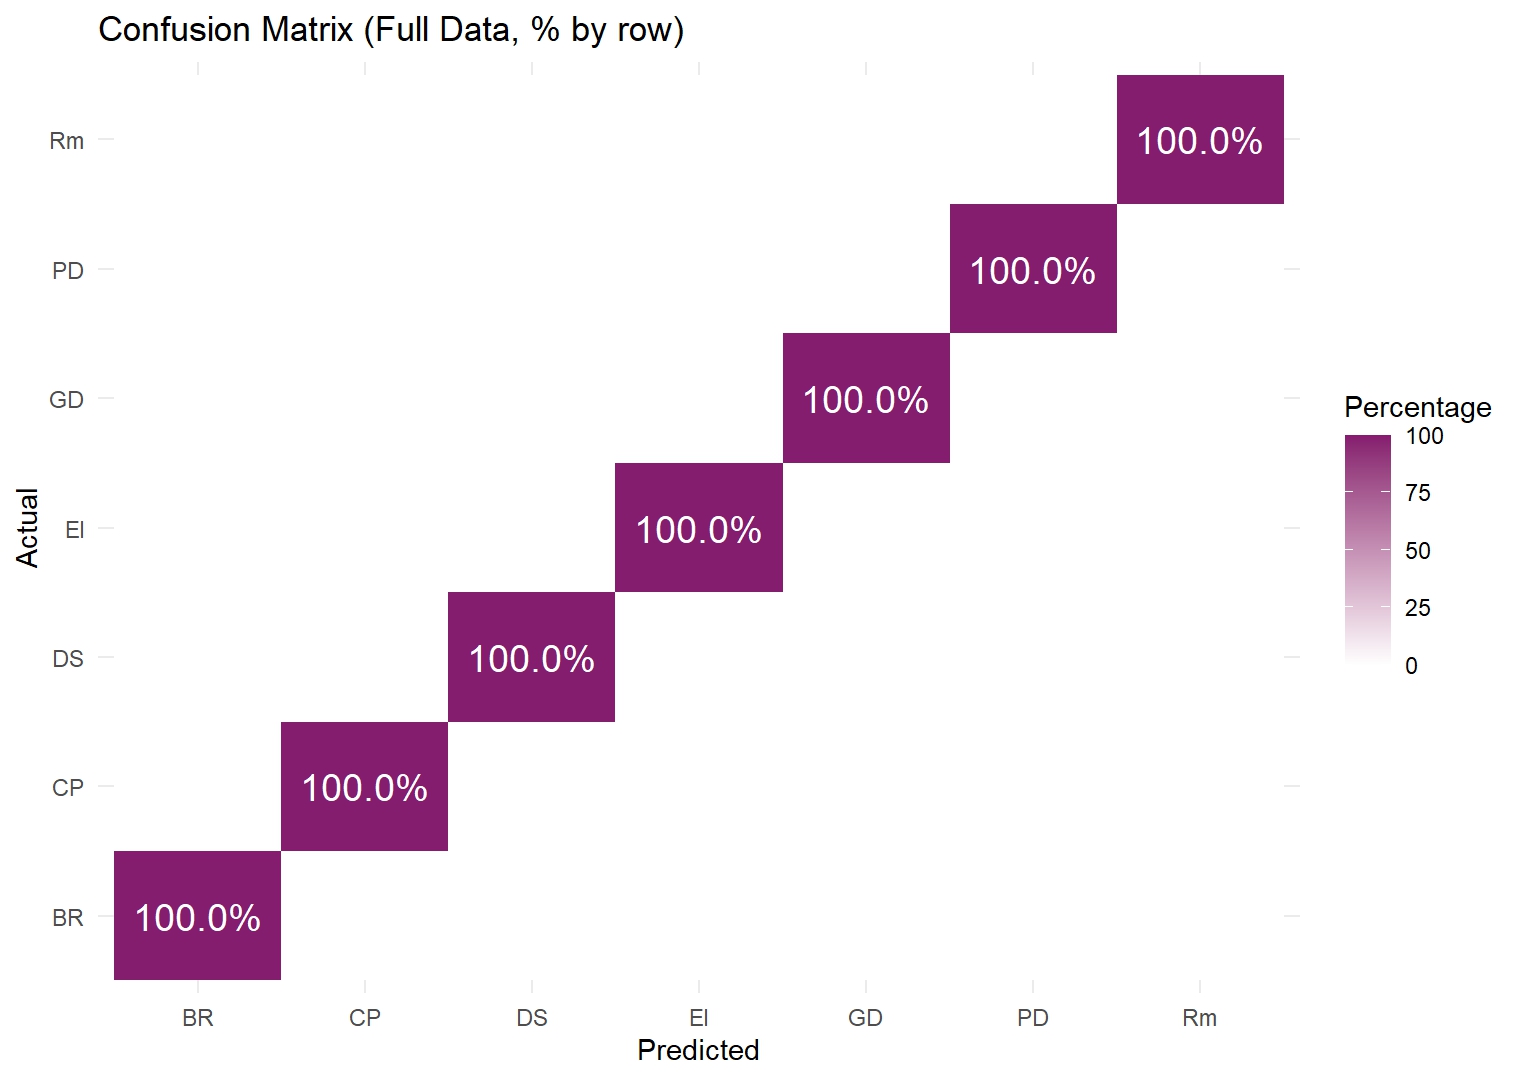 Confusion Matrix (Full Data, % by row)
Rm
100.0%
PD
100.0%
GD
100.0%
El
100.0%
DS
100.0%
CP
100.0%
BR
100.0%
Actual
BR CP DS El GD PD Rm
Predicted
Percentage
100
75
50
25
0